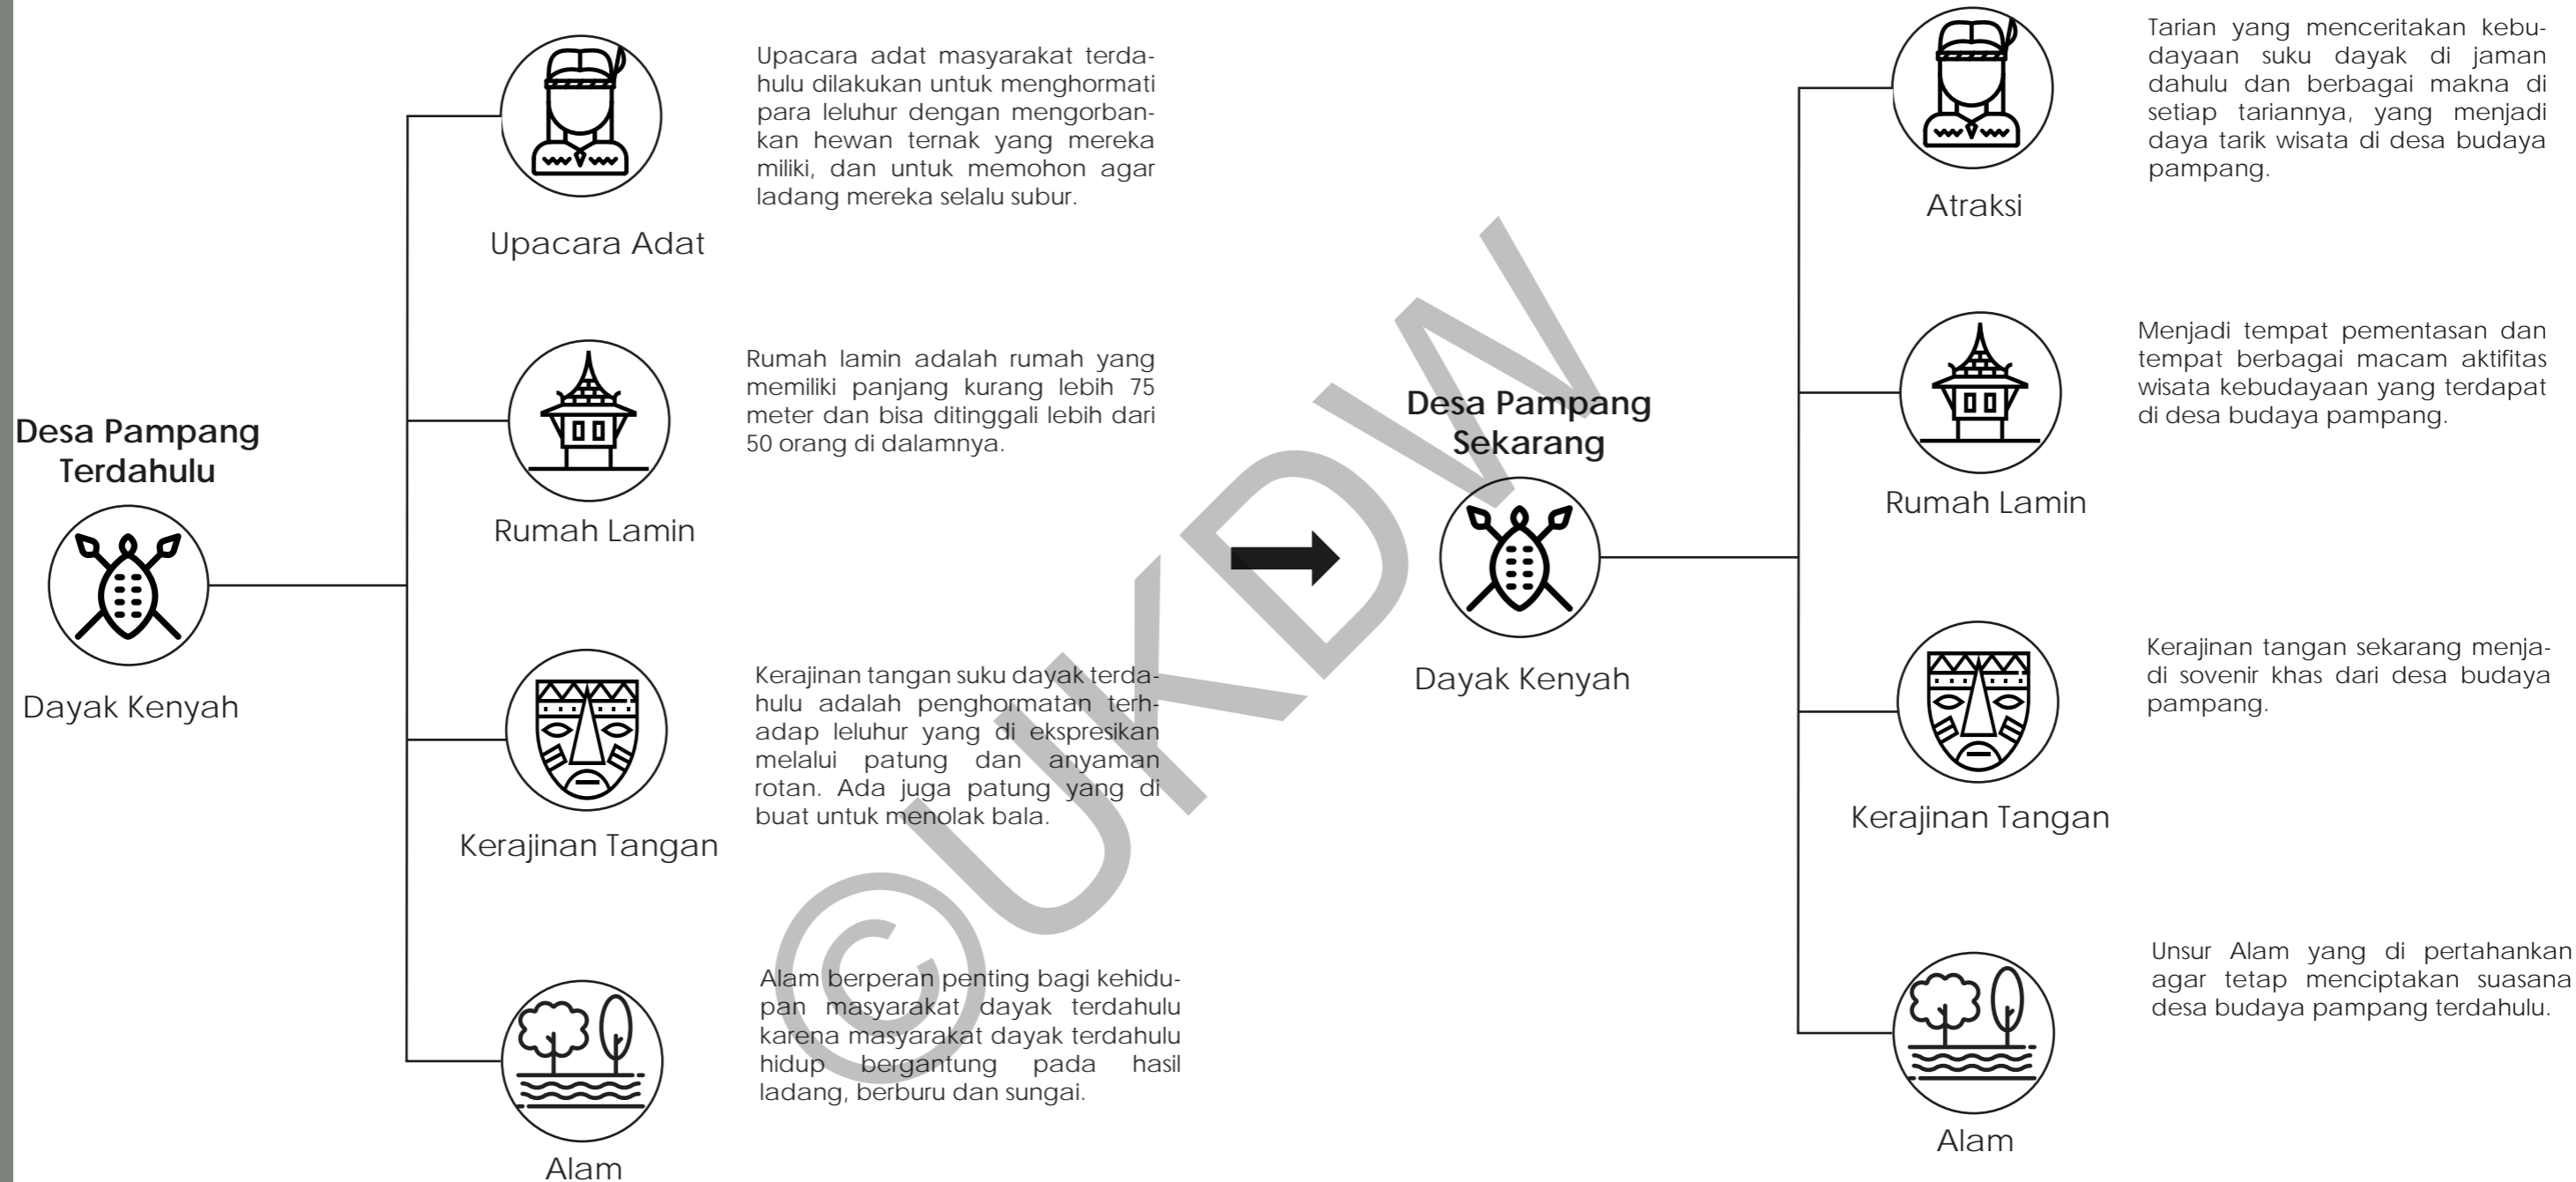 Desa Pampang
Terdahulu
Dayak Kenyah
Upacara Adat
Upacara adat masyarakat terda-
hulu dilakukan untuk menghormati
para leluhur dengan mengorban-
kan hewan ternak yang mereka
miliki, dan untuk memohon agar
ladang mereka selalu subur.
Rumah Lamin
Rumah lamin adalah rumah yang
memiliki panjang kurang lebih 75
meter dan bisa ditinggali lebih dari
50 orang di dalamnya.
Kerajinan Tangan
Kerajinan tangan suku dayak terda-
hulu adalah penghormatan terh-
adap leluhur yang di ekspresikan
melalui patung dan anyaman
rotan. Ada juga patung yang di
buat untuk menolak bala.
Alam
Alam berperan penting bagi kehidu-
pan masyarakat dayak terdahulu
karena masyarakat dayak terdahulu
hidup bergantung pada hasil
ladang, berburu dan sungai.
Desa Pampang
Sekarang
Dayak Kenyah
Atraksi
Tarian yang menceritakan kebu-
dayaan suku dayak di jaman
dahulu dan berbagai makna di
setiap tariannya, yang menjadi
daya tarik wisata di desa budaya
pampang.
Rumah Lamin
Menjadi tempat pementasan dan
tempat berbagai macam aktifitas
wisata kebudayaan yang terdapat
di desa budaya pampang.
Kerajinan Tangan
Kerajinan tangan sekarang menja-
di sovenir khas dari desa budaya
pampang.
Alam
Unsur Alam yang di pertahankan
agar tetap menciptakan suasana
desa budaya pampang terdahulu.
©UKDW